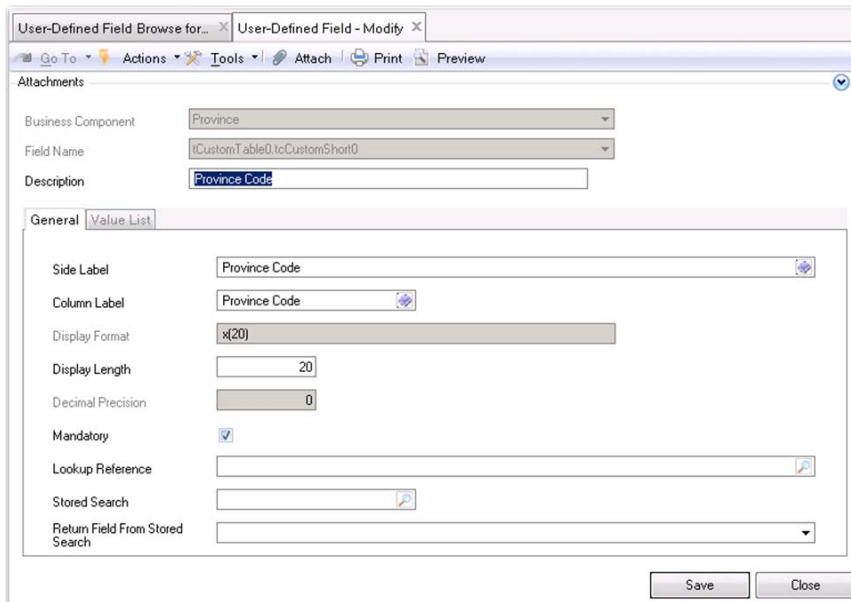 User-Defined Field Browse for...
User-Defined Field - Modify
Go To Actions Tools Attach Print Preview
Attachments
Business Component Province
Field Name tCustomTable0.tcCustomShort0
Description Province Code
General Value List
Side Label Province Code
Column Label Province Code
Display Format x(20)
Display Length 20
Decimal Precision 0
Mandatory
Lookup Reference
Stored Search
Return Field From Stored
Search
Save Close